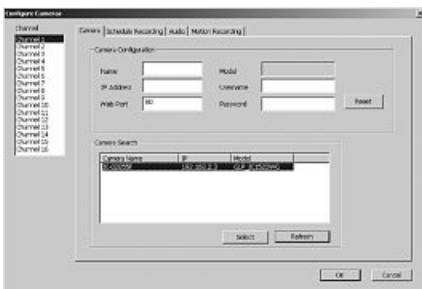 Configure Cameras
Channel
Channel 1
Channel 2
Channel 3
Channel 4
Channel 5
Channel 6
Channel 7
Channel 8
Channel 9
Channel 10
Channel 11
Channel 12
Channel 13
Channel 14
Channel 15
Channel 16
Camera Schedule Recording Audio Motion Recording
Camera Configuration
Name Model
IP Address Username
Web Port 80 Password Reset
Camera Search
Camera Name IP Model
Select Refresh
OK Cancel